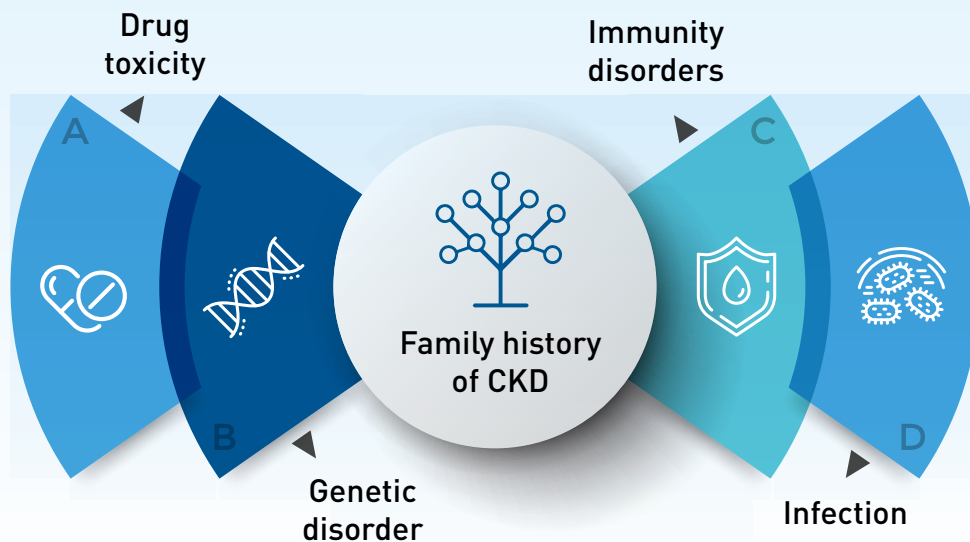 Drug
toxicity
Immunity
disorders
A
C
Family history
of CKD
B
D
Genetic
disorder
Infection